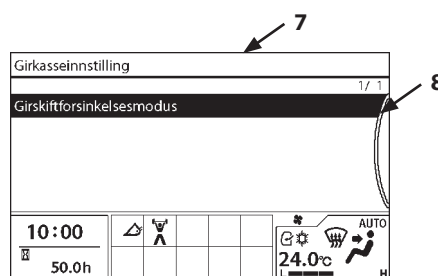 7
Girkasseinnstilling
1/ 1
Girskiftforsinkelsesmodus
8
10:00
AUTO
50.0h
24.0℃
L H